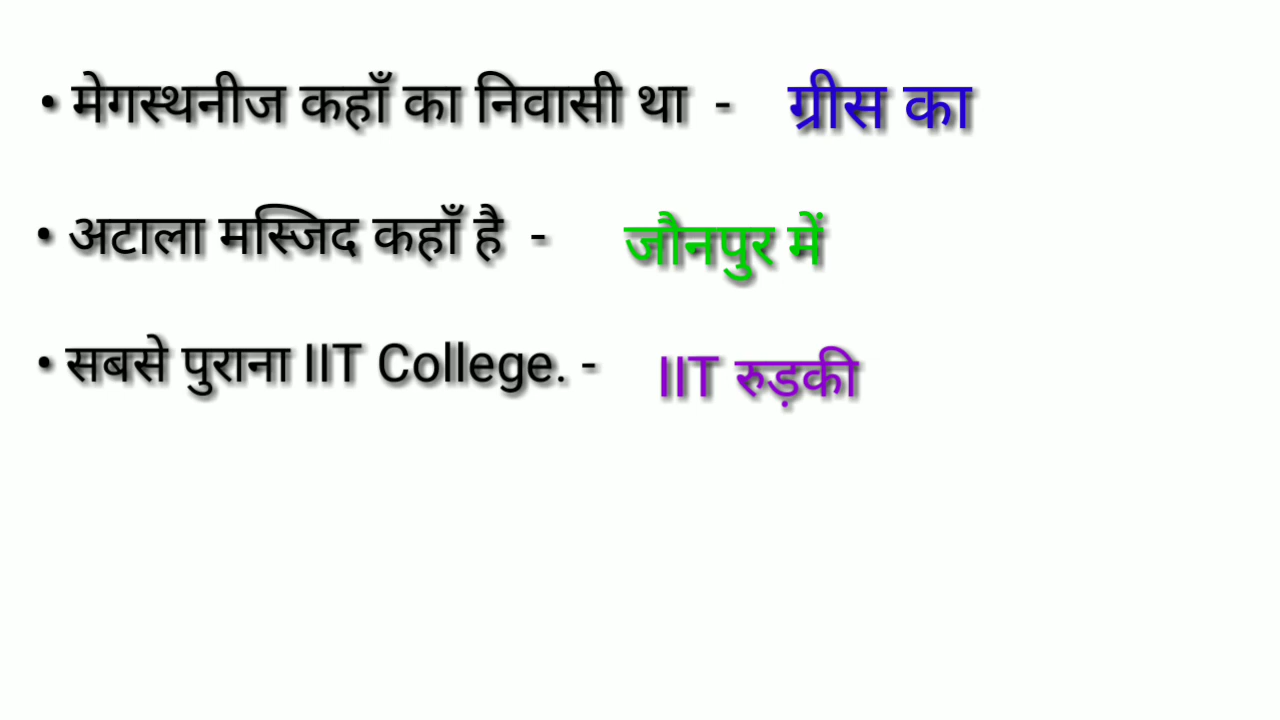 • मेगस्थनीज कहाँ का निवासी था - ग्रीस का
• अटाला मस्जिद कहाँ है - जौनपुर में
• सबसे पुराना IIT College. - IIT रुड़की